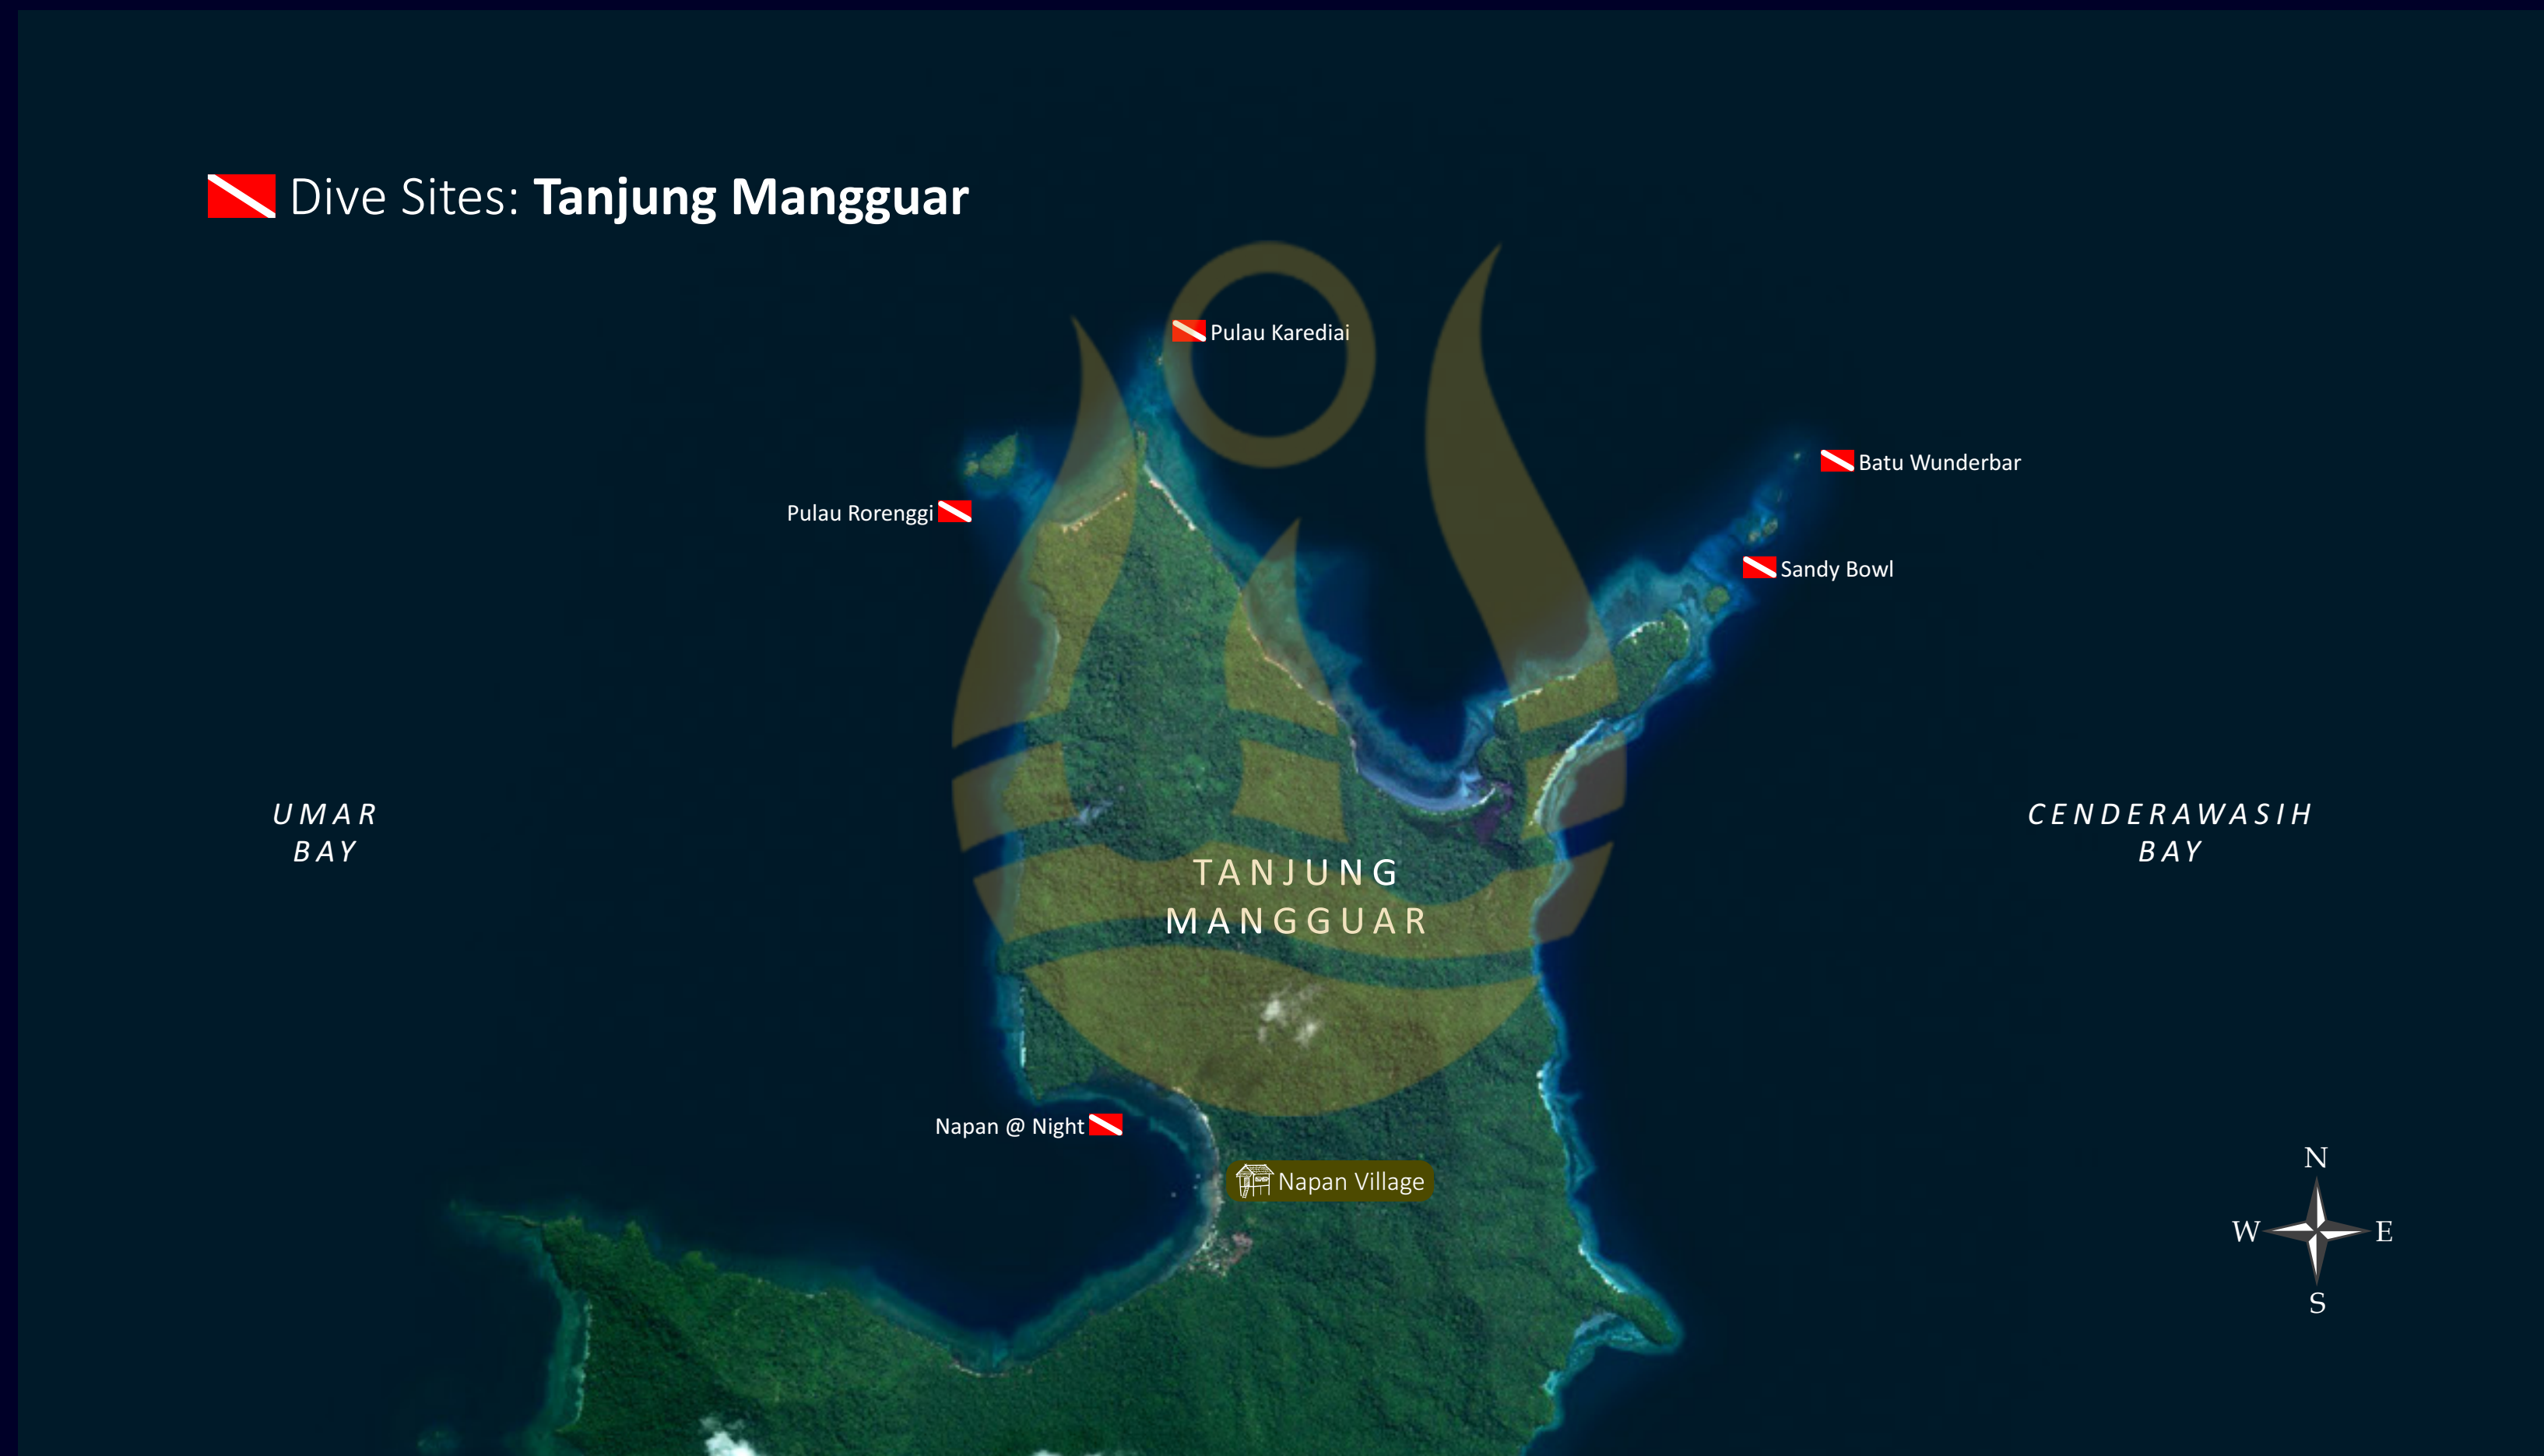 Dive Sites: Tanjung Mangguar
Pulau Karediai
Batu Wunderbar
Pulau Rorenggi
Sandy Bowl
UMAR
BAY
CENDERAWASIH
BAY
TANJUNG
MANGGUAR
Napan @ Night
Napan Village
N
W
E
S